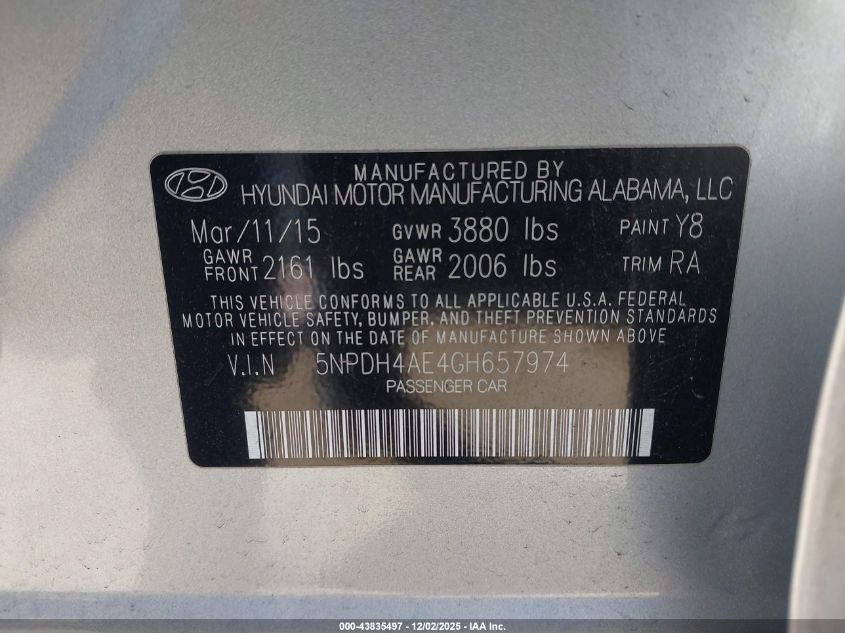 MANUFACTURED BY
HYUNDAI MOTOR MANUFACTURING ALABAMA, LLC
Mar/11/15 GVWR 3880 lbs PAINT Y8
GAWR FRONT 2161 lbs GAWR REAR 2006 lbs TRIM RA
THIS VEHICLE CONFORMS TO ALL APPLICABLE U.S.A. FEDERAL
MOTOR VEHICLE SAFETY, BUMPER, AND THEFT PREVENTION STANDARDS
IN EFFECT ON THE DATE OF MANUFACTURE SHOWN ABOVE
V.I.N 5NPDH4AE4GH657974
PASSENGER CAR
000-43835497 - 12/02/2025 - IAA Inc.